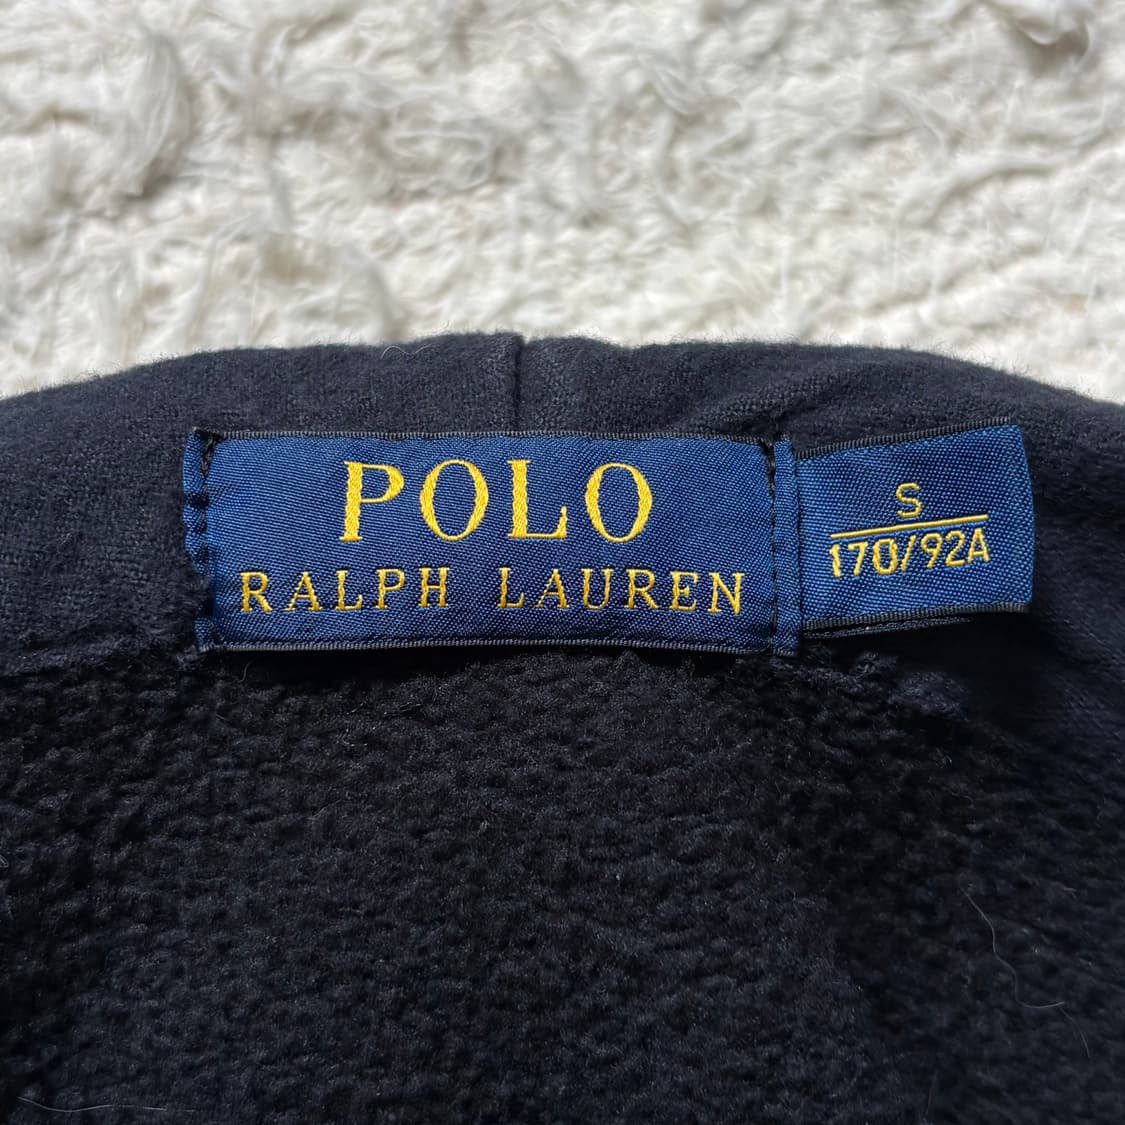 POLO
RALPH LAUREN
S
170/92A